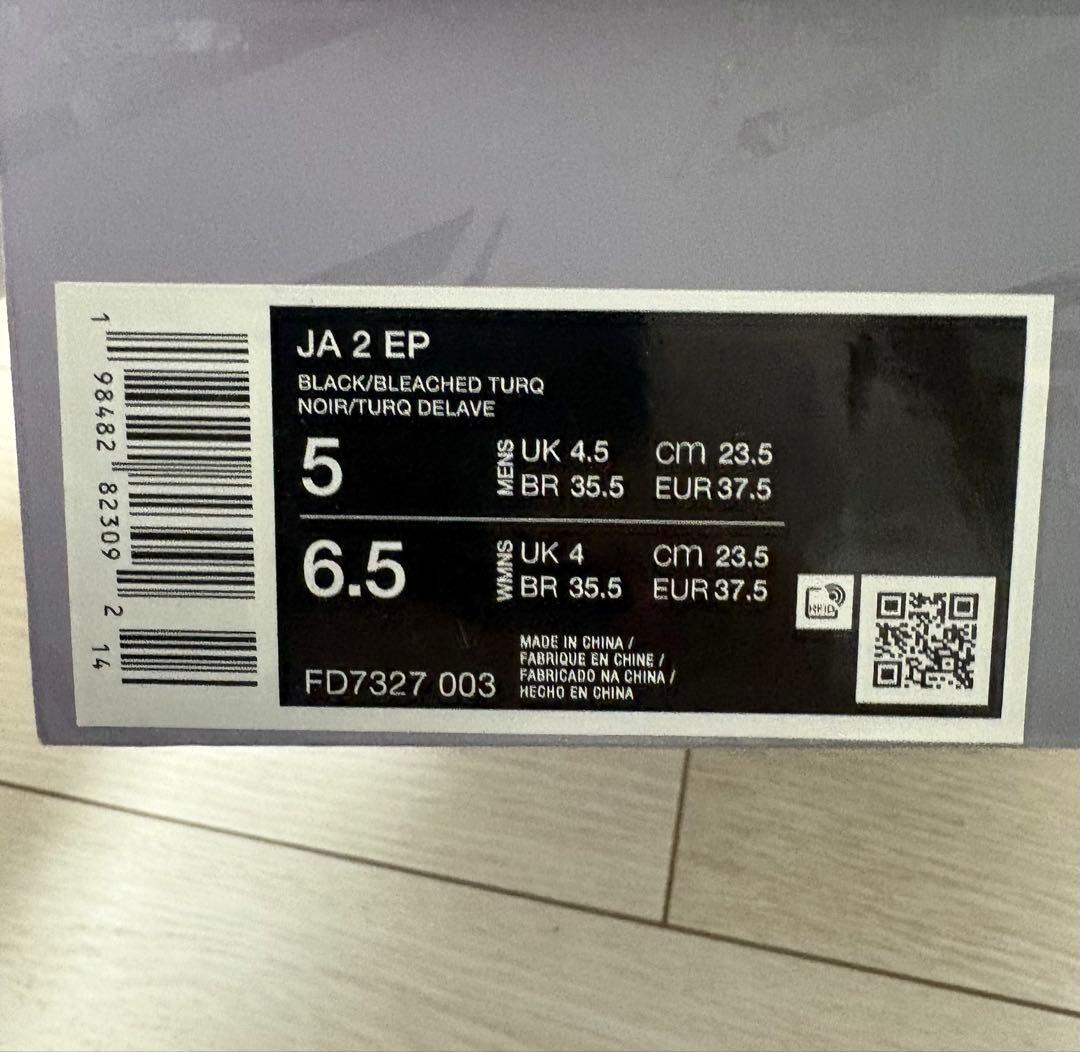 JA 2 EP
BLACK/BLEACHED TURQ
NOIR/TURQ DELAVE
5
MENS
UK 4.5 cm 23.5
BR 35.5 EUR 37.5
6.5
WMNS
UK 4 cm 23.5
BR 35.5 EUR 37.5
FD7327 003
MADE IN CHINA /
FABRIQUE EN CHINE /
FABRICADO NA CHINA /
HECHO EN CHINA
RFID
1 98482 82309 2 14